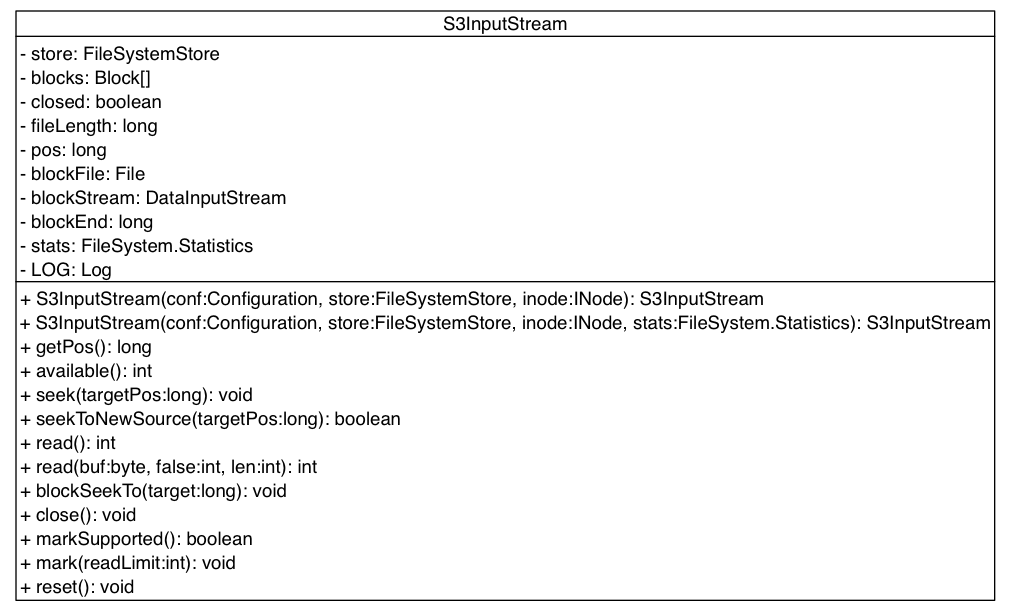 S3InputStream
- store: FileSystemStore
- blocks: Block[]
- closed: boolean
- fileLength: long
- pos: long
- blockFile: File
- blockStream: DataInputStream
- blockEnd: long
- stats: FileSystem.Statistics
- LOG: Log
+ S3InputStream(conf:Configuration, store:FileSystemStore, inode:INode): S3InputStream
+ S3InputStream(conf:Configuration, store:FileSystemStore, inode:INode, stats:FileSystem.Statistics): S3InputStream
+ getPos(): long
+ available(): int
+ seek(targetPos:long): void
+ seekToNewSource(targetPos:long): boolean
+ read(): int
+ read(buf:byte, false:int, len:int): int
+ blockSeekTo(target:long): void
+ close(): void
+ markSupported(): boolean
+ mark(readLimit:int): void
+ reset(): void